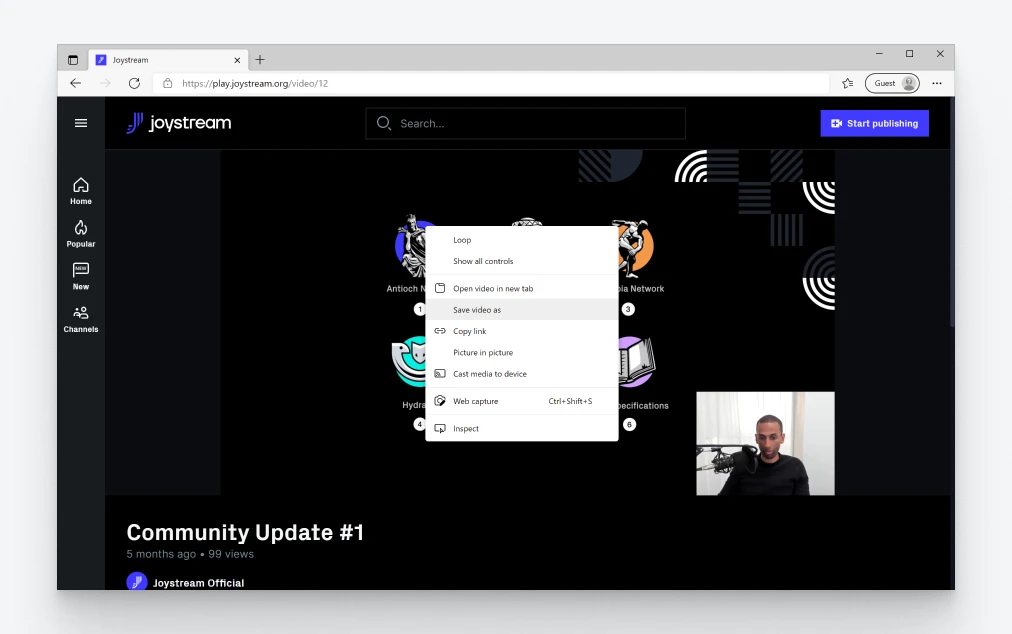 Joystream
https://play.joystream.org/video/12
Guest
joystream
Search...
Start publishing
Home
Popular
NEW
New
Channels
Antioch
ola Network
1
3
Loop
Show all controls
Open video in new tab
Save video as
Copy link
Picture in picture
Cast media to device
Web capture Ctrl+Shift+S
Inspect
Hydra
ecifications
4
6
Community Update #1
5 months ago • 99 views
Joystream Official